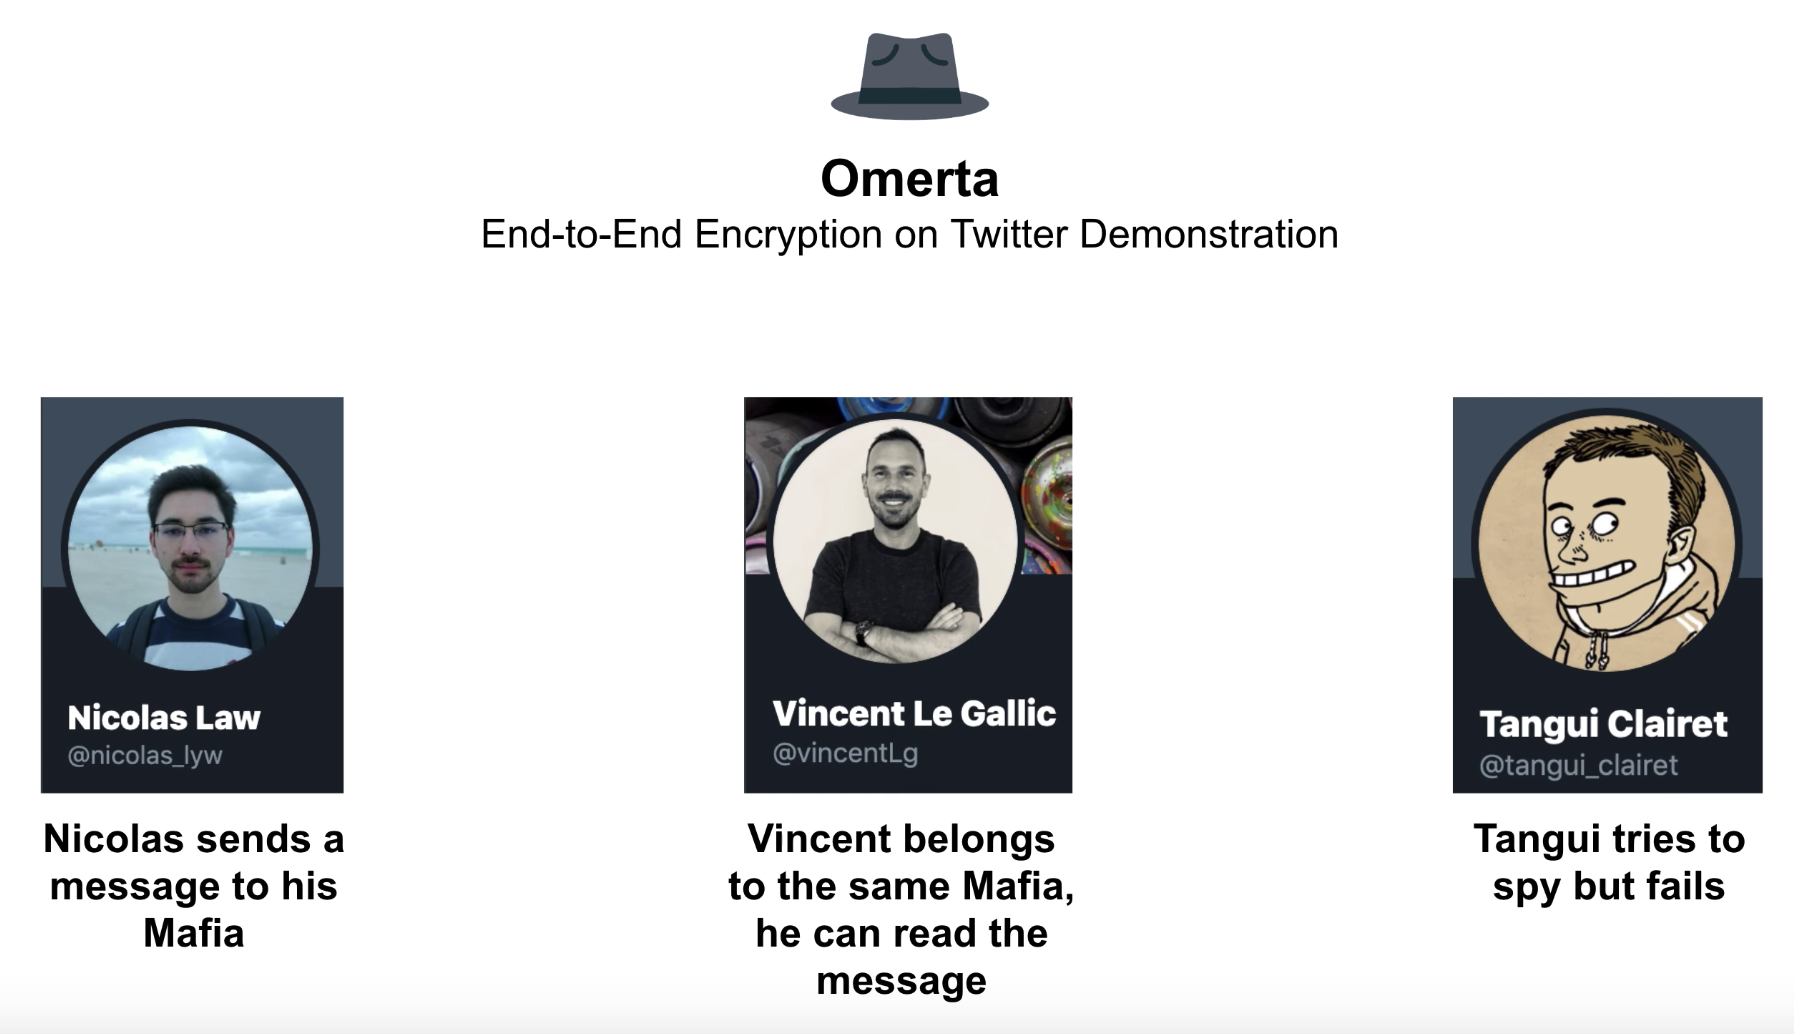 Omerta
End-to-End Encryption on Twitter Demonstration
Nicolas Law
@nicolas_lyw
Nicolas sends a
message to his
Mafia
Vincent Le Gallic
@vincentLg
Vincent belongs
to the same Mafia,
he can read the
message
Tangui Clairet
@tangui_clairet
Tangui tries to
spy but fails